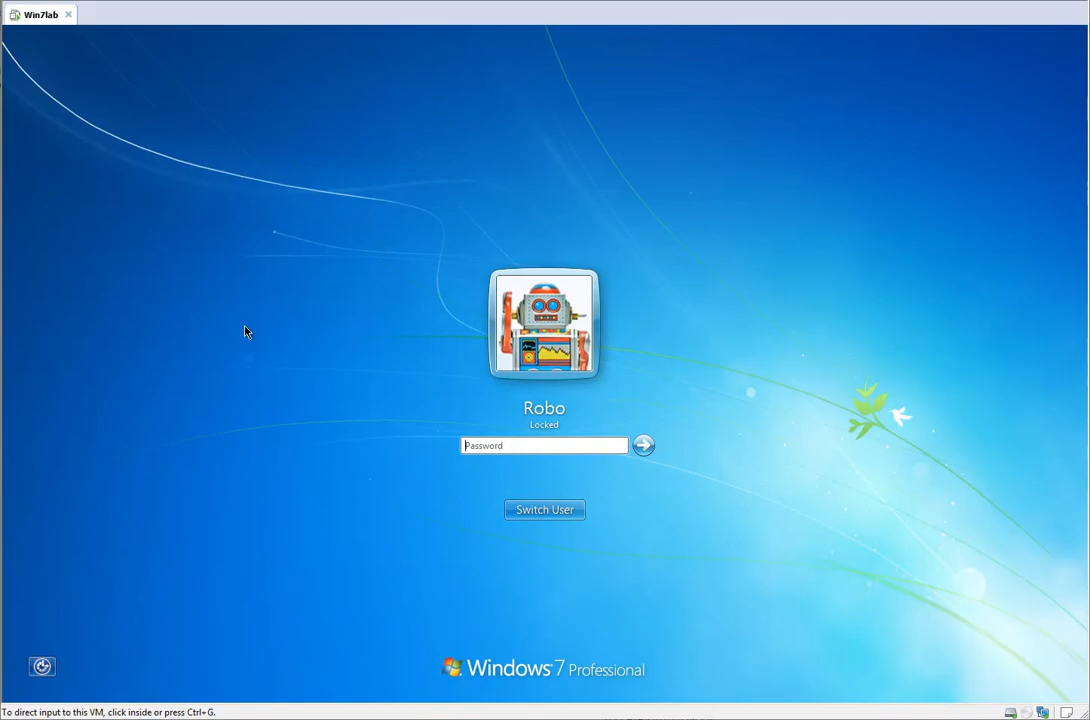 Win7lab
Robo
Locked
Password
Switch User
Windows 7 Professional
To direct input to this VM, click inside or press Ctrl+G.